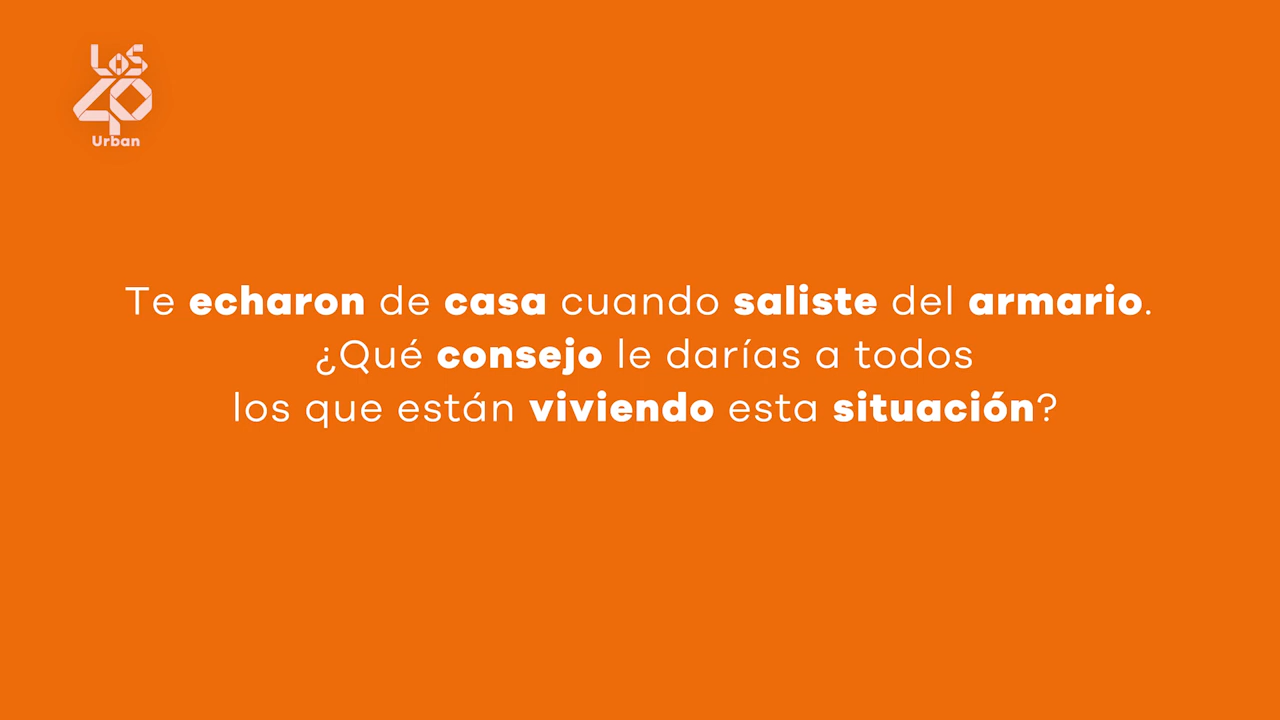 Los
40
Urban
Te echaron de casa cuando saliste del armario.
¿Qué consejo le darías a todos
los que están viviendo esta situación?